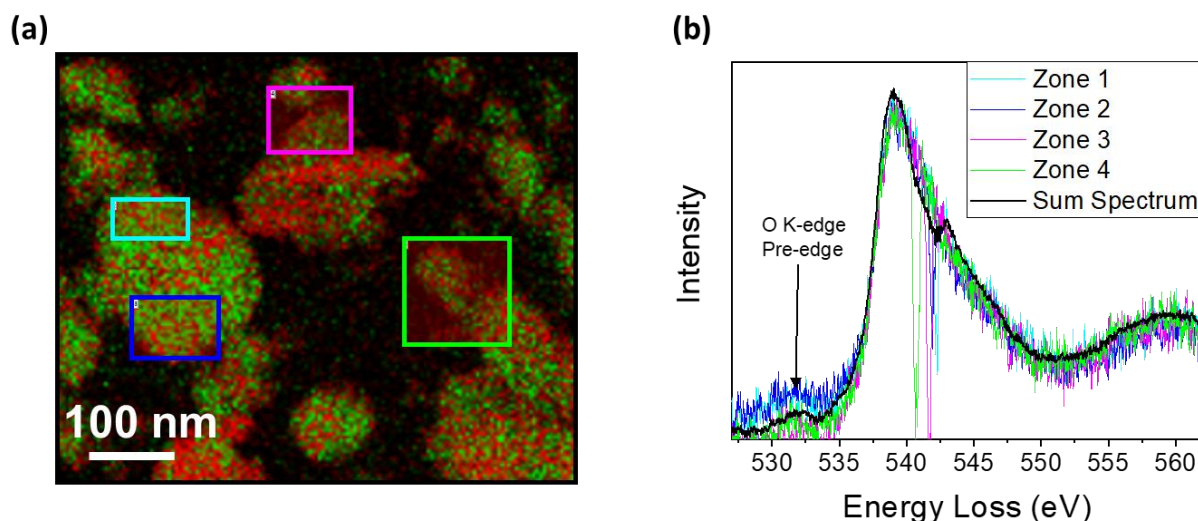 (a)
100 nm
(b)
Zone 1
Zone 2
Zone 3
Zone 4
Sum Spectrum
O K-edge
Pre-edge
Intensity
530 535 540 545 550 555 560
Energy Loss (eV)